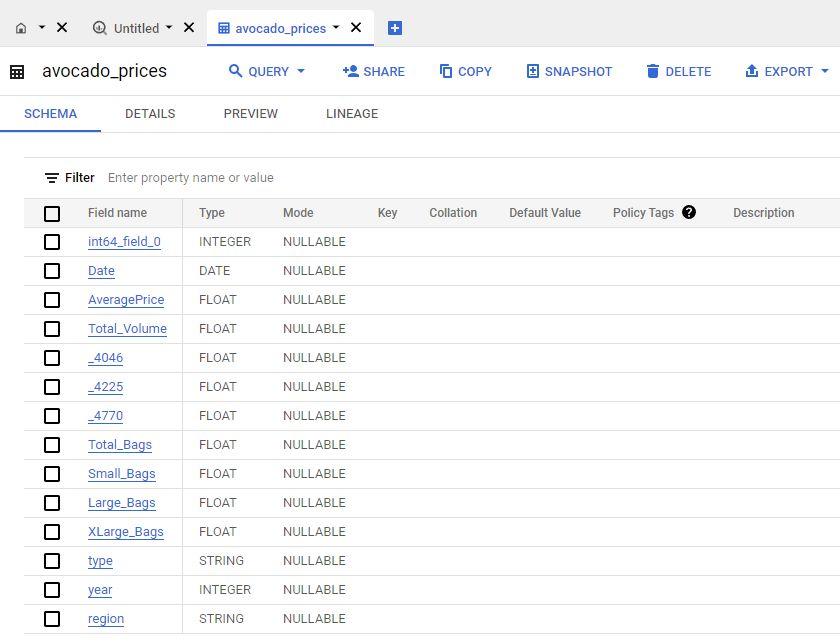 Untitled avocado_prices
avocado_prices QUERY SHARE COPY SNAPSHOT DELETE EXPORT
SCHEMA DETAILS PREVIEW LINEAGE
Filter Enter property name or value
Field name Type Mode Key Collation Default Value Policy Tags ? Description
int64_field_0 INTEGER NULLABLE
Date DATE NULLABLE
AveragePrice FLOAT NULLABLE
Total_Volume FLOAT NULLABLE
_4046 FLOAT NULLABLE
_4225 FLOAT NULLABLE
_4770 FLOAT NULLABLE
Total_Bags FLOAT NULLABLE
Small_Bags FLOAT NULLABLE
Large_Bags FLOAT NULLABLE
XLarge_Bags FLOAT NULLABLE
type STRING NULLABLE
year INTEGER NULLABLE
region STRING NULLABLE